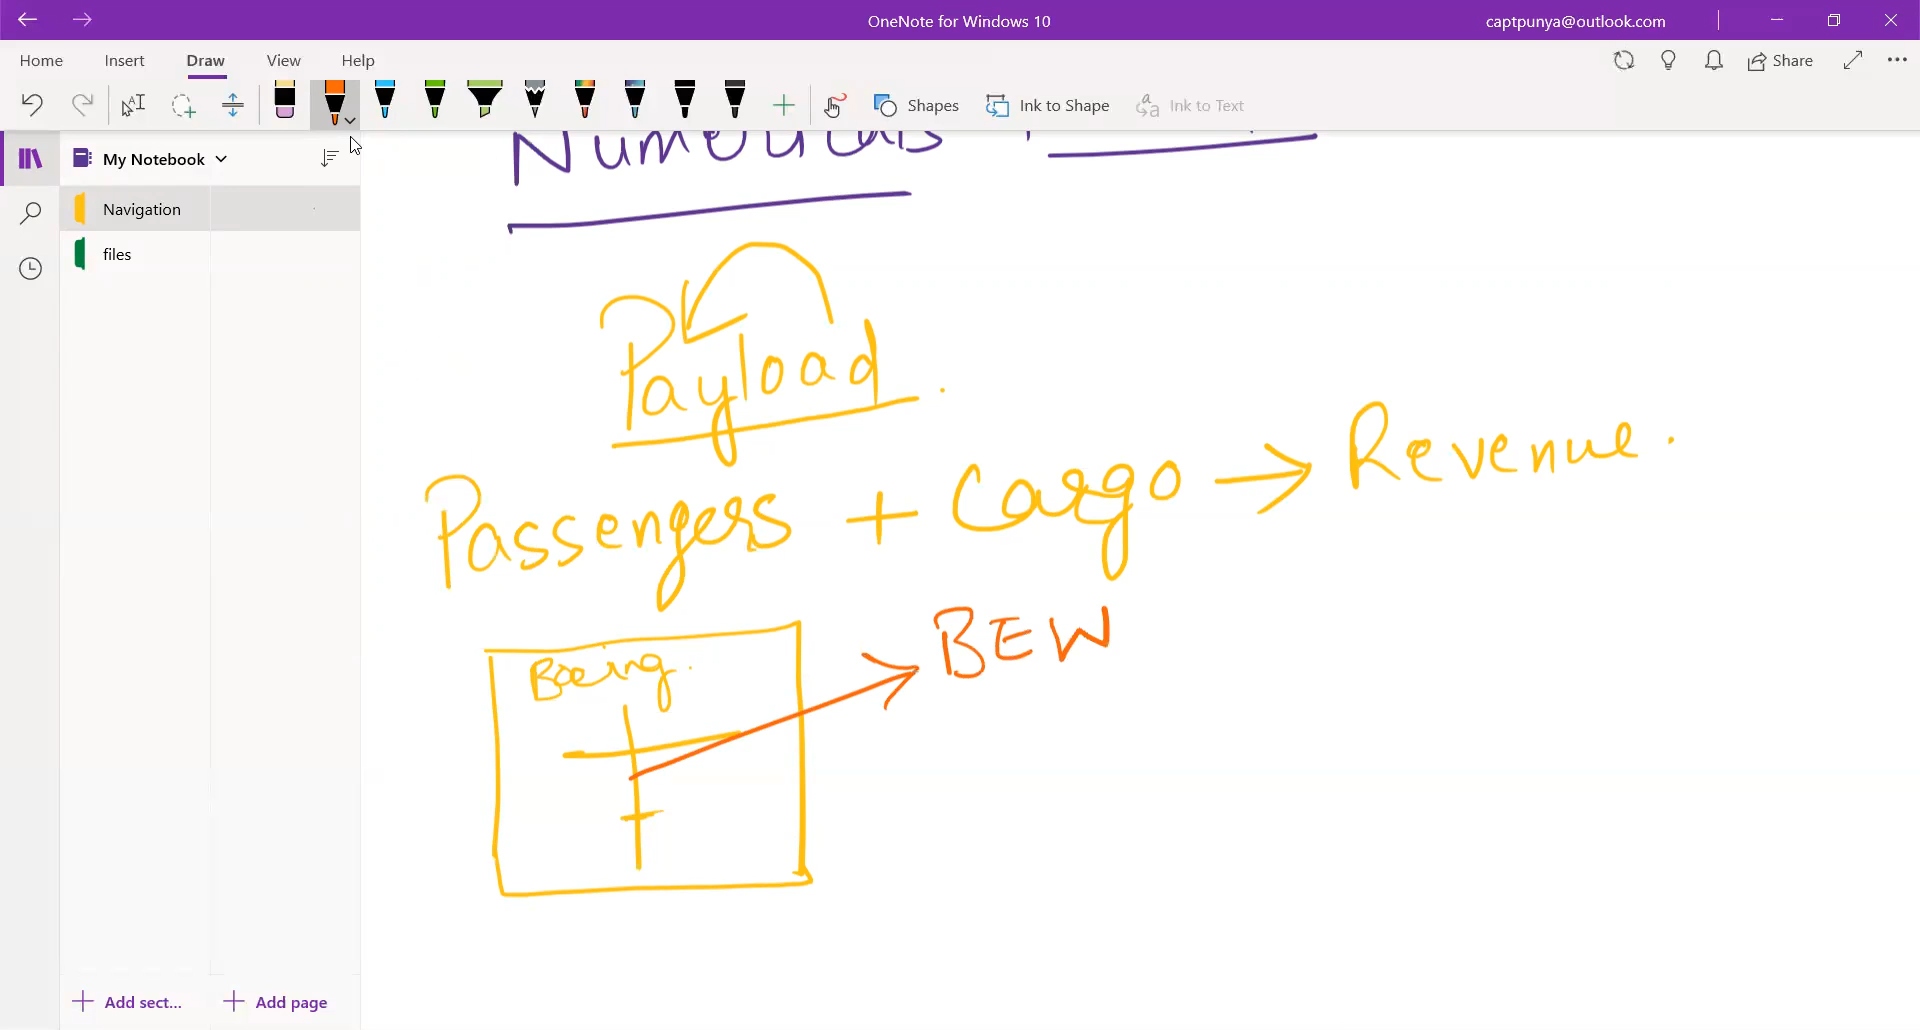 OneNote for Windows 10
captpunya@outlook.com
Home Insert Draw View Help
Share
Shapes Ink to Shape Ink to Text
My Notebook
Navigation
files
Numericals
Payload.
Passengers + Cargo → Revenue.
BEW
Boeing.
Add sect... Add page